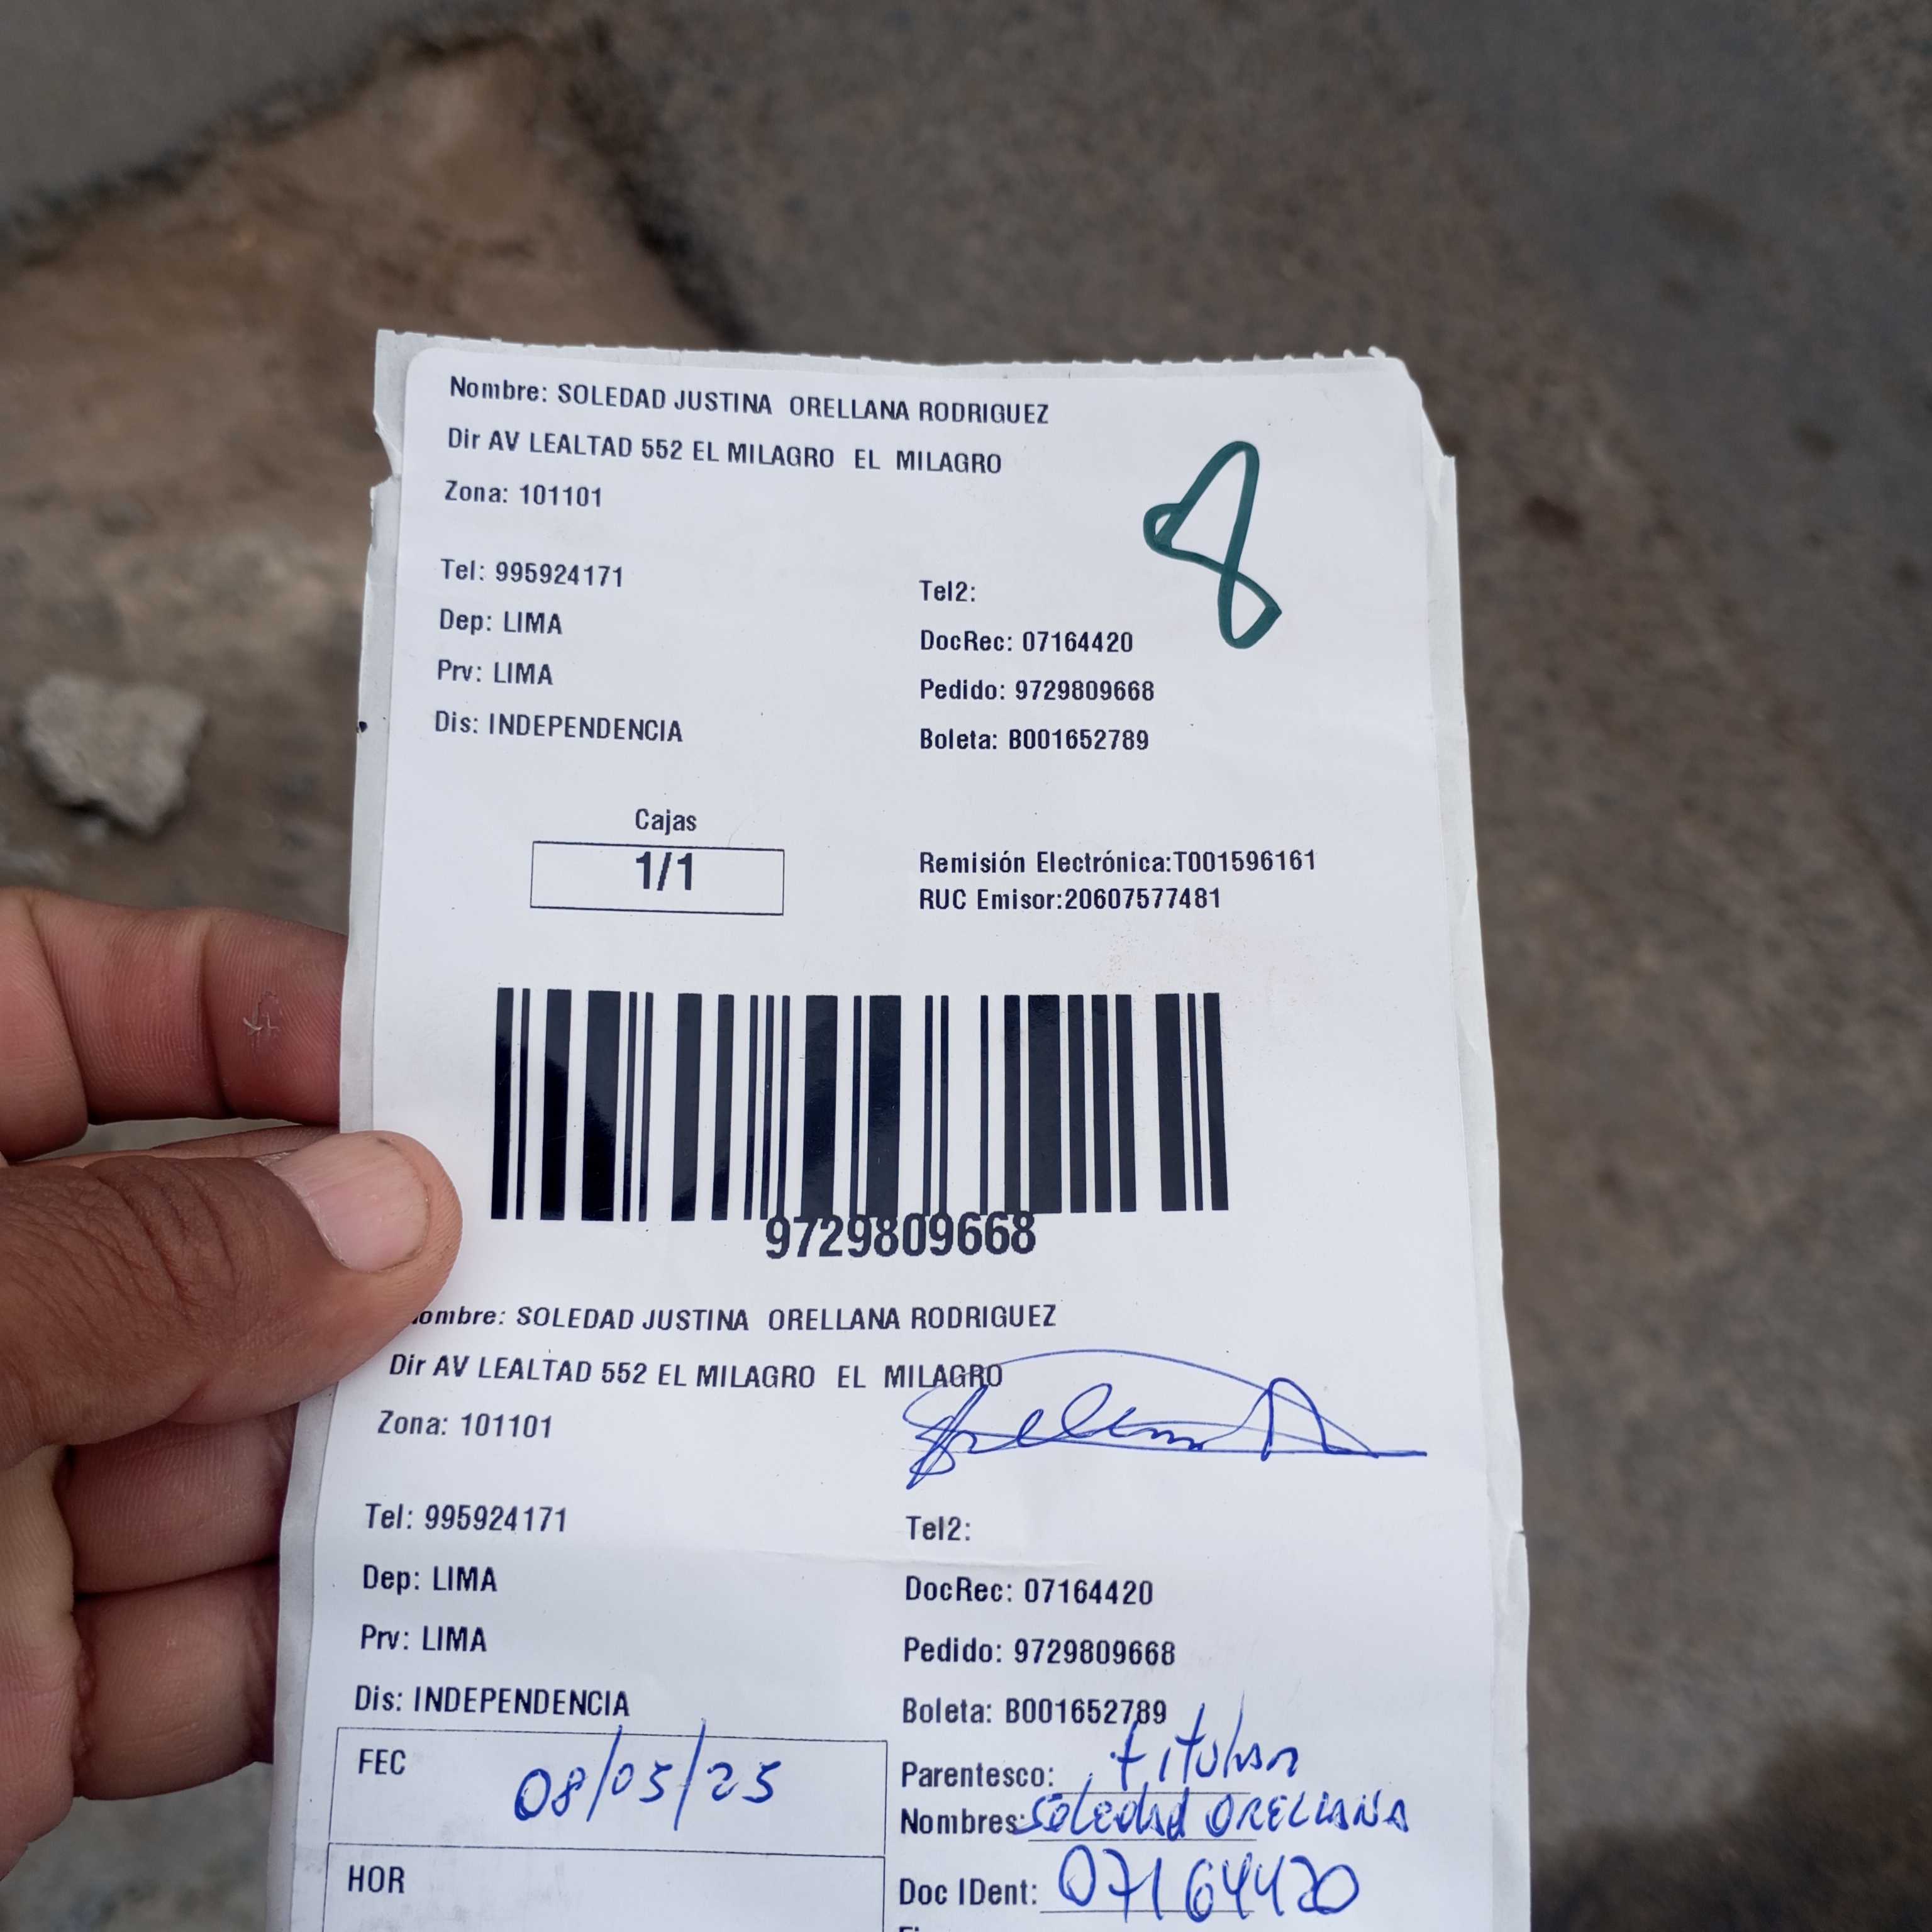 Nombre: SOLEDAD JUSTINA ORELLANA RODRIGUEZ
Dir AV LEALTAD 552 EL MILAGRO EL MILAGRO
Zona: 101101
8
Tel: 995924171
Tel2:
Dep: LIMA
DocRec: 07164420
Prv: LIMA
Pedido: 9729809668
Dis: INDEPENDENCIA
Boleta: B001652789
Cajas
1/1
Remisión Electrónica:T001596161
RUC Emisor:20607577481
9729809668
ombre: SOLEDAD JUSTINA ORELLANA RODRIGUEZ
Dir AV LEALTAD 552 EL MILAGRO EL MILAGRO
Zona: 101101
Tel: 995924171
Tel2:
Dep: LIMA
DocRec: 07164420
Prv: LIMA
Pedido: 9729809668
Dis: INDEPENDENCIA
Boleta: B001652789
FEC 08/05/25
Parentesco: titular
Nombres: Soledad ORELLANA
HOR
Doc IDent: 07164420